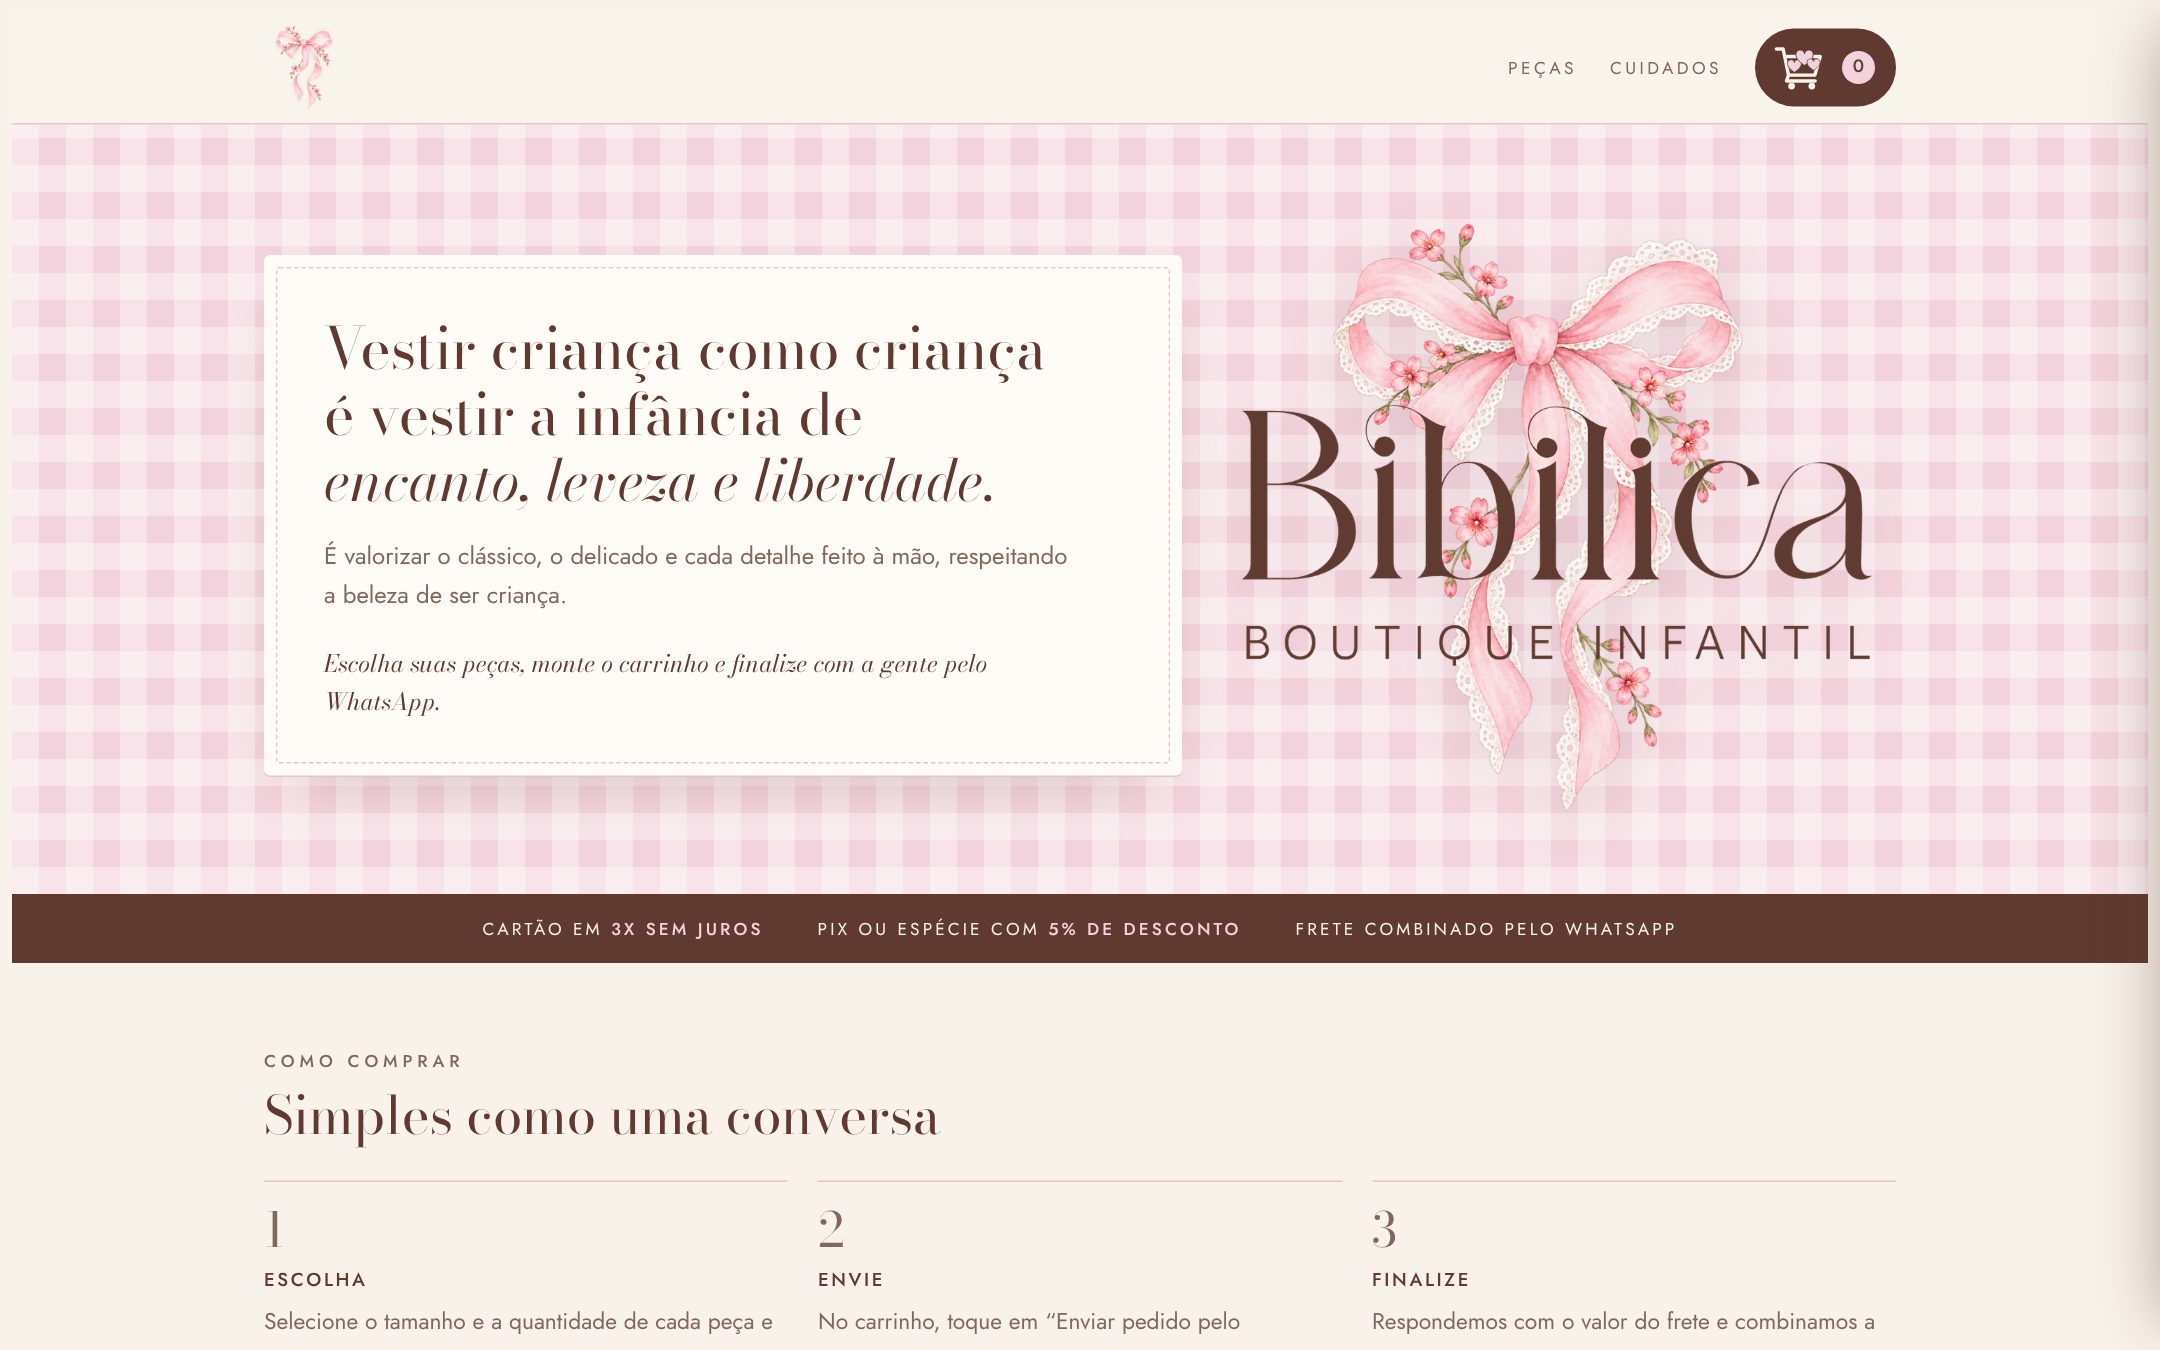 PEÇAS
CUIDADOS
0
Vestir criança como criança
é vestir a infância de
encanto, leveza e liberdade.
É valorizar o clássico, o delicado e cada detalhe feito à mão, respeitando
a beleza de ser criança.
Escolha suas peças, monte o carrinho e finalize com a gente pelo
WhatsApp.
Bibilica
BOUTIQUE INFANTIL
CARTÃO EM 3X SEM JUROS
PIX OU ESPÉCIE COM 5% DE DESCONTO
FRETE COMBINADO PELO WHATSAPP
COMO COMPRAR
Simples como uma conversa
1
ESCOLHA
Selecione o tamanho e a quantidade de cada peça e
2
ENVIE
No carrinho, toque em “Enviar pedido pelo
3
FINALIZE
Respondemos com o valor do frete e combinamos a